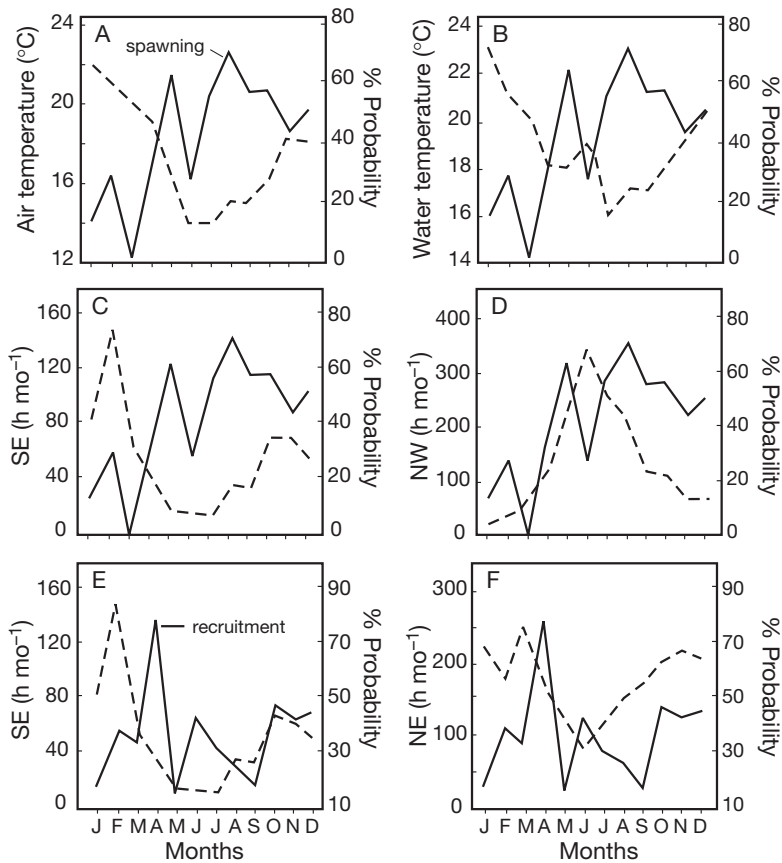 A
spawning
Air temperature (°C)
24
20
16
12
80
60
40
20
0
% Probability
B
Water temperature (°C)
24
22
20
18
16
14
80
60
40
20
0
% Probability
C
SE (h mo⁻¹)
160
120
80
40
0
80
60
40
20
0
% Probability
D
NW (h mo⁻¹)
400
300
200
100
0
80
60
40
20
0
% Probability
E
recruitment
SE (h mo⁻¹)
160
120
80
40
0
90
70
50
30
10
% Probability
J F M A M J J A S O N D
Months
F
NE (h mo⁻¹)
300
200
100
0
90
70
50
30
10
% Probability
J F M A M J J A S O N D
Months